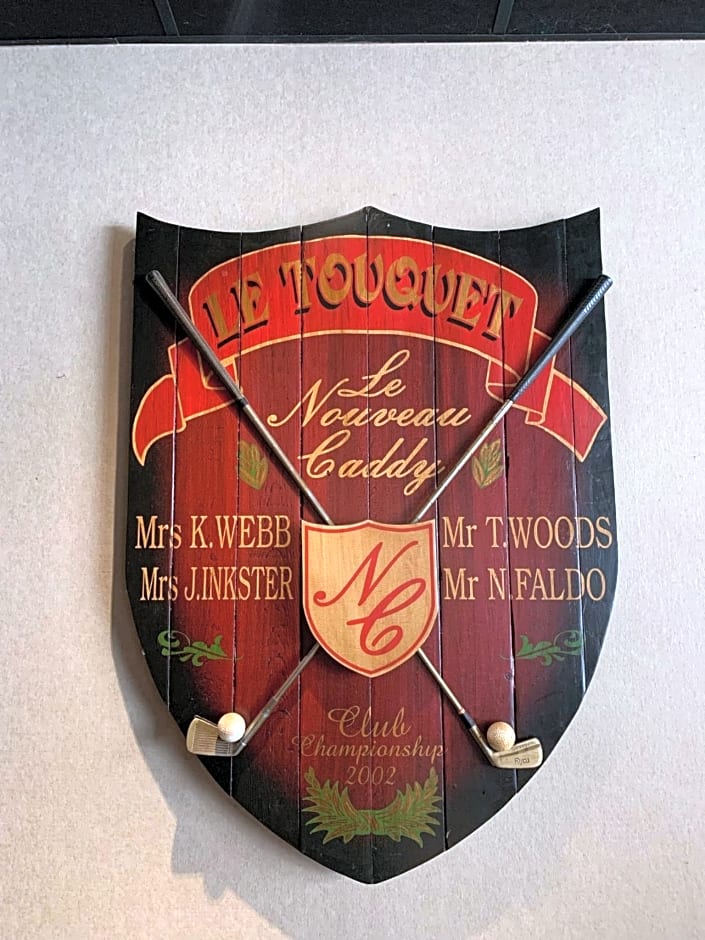 LE TOUQUET
Le
Nouveau
Caddy
Mrs K.WEBB
Mrs J.INKSTER
Mr T.WOODS
Mr N.FALDO
NC
Club
Championship
2002